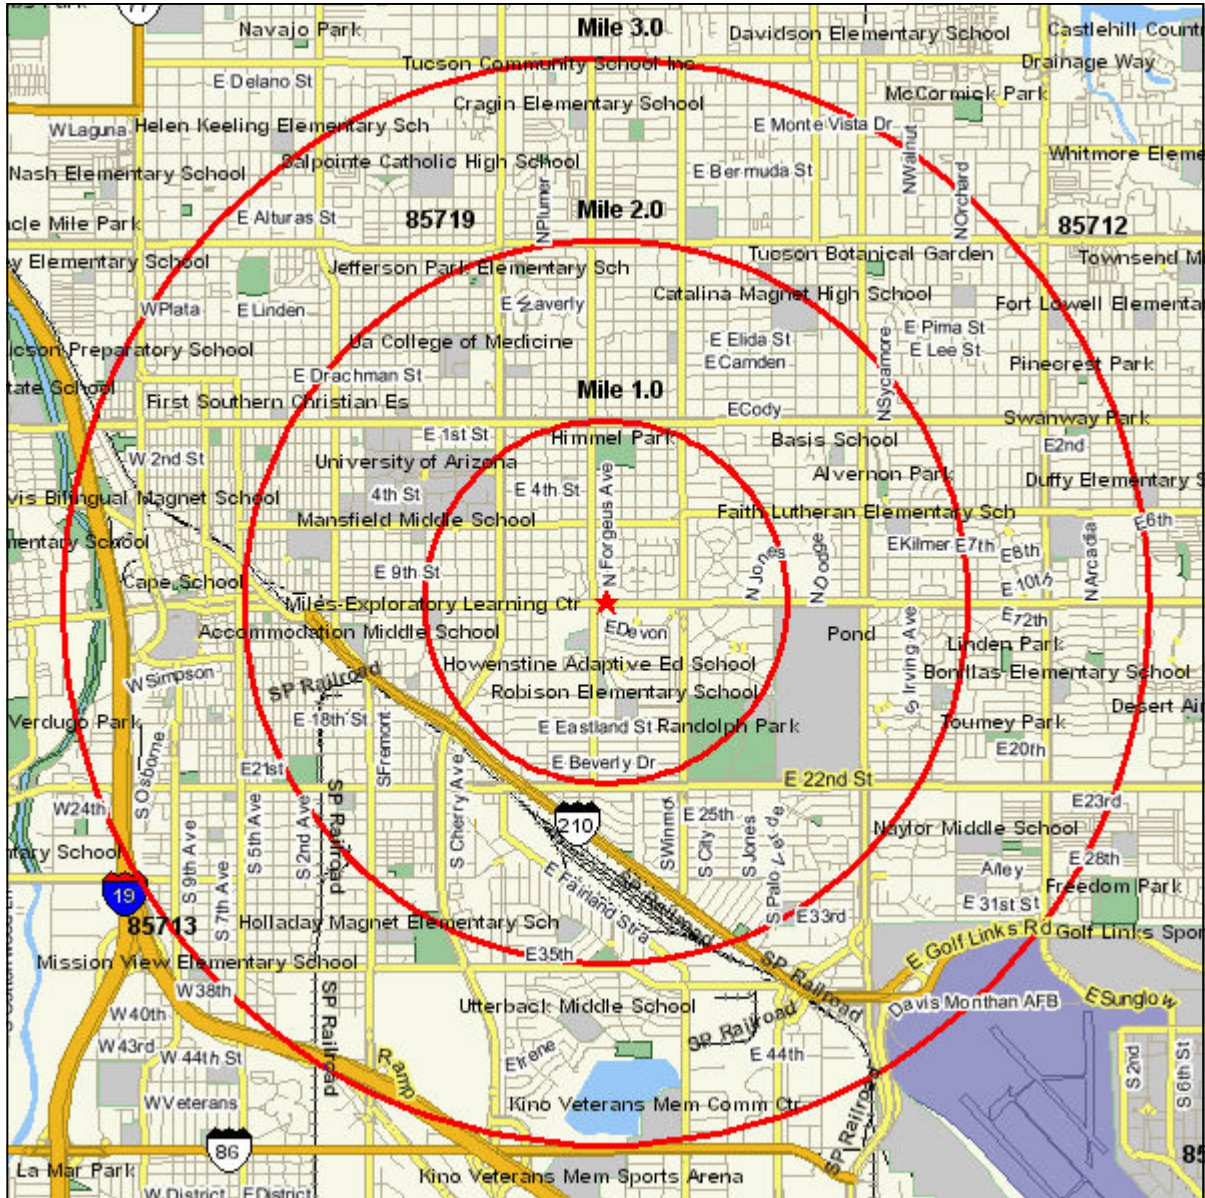 77
Navajo Park
Mile 3.0
Davidson Elementary School
Castlehill Count
Tucson Community School Inc
Drainage Way
E Delano St
Cragin Elementary School
McCormick Park
W Laguna
Helen Keeling Elementary Sch
E Monte Vista Dr
N Walnut
Whitmore Eleme
Nash Elementary School
Salpointe Catholic High School
E Bermuda St
N Orchard
acle Mile Park
E Alturas St
85719
N Plumer
Mile 2.0
85712
ey Elementary School
Jefferson Park Elementary Sch
Tucson Botanical Garden
Townsend M
W Plata
E Linden
E Waverly
Catalina Magnet High School
Fort Lowell Elementa
ucson Preparatory School
Ua College of Medicine
E Elida St
E Pima St
E Camden
E Lee St
Pinecrest Park
tate School
E Drachman St
Mile 1.0
N Sycamore
First Southern Christian Es
E Cody
Swanway Park
E 1st St
Himmel Park
Basis School
E 2nd
W 2nd St
University of Arizona
Alvernon Park
Duffy Elementary S
vis Bilingual Magnet School
4th St
E 4th St
N Forgeus Ave
Mansfield Middle School
Faith Lutheran Elementary Sch
E 6th
mentary School
E Kilmer
E 7th
E 8th
N Arcadia
Cape School
E 9th St
N Jones
N Dodge
E 10th
Miles-Exploratory Learning Ctr
E 72th
Accommodation Middle School
E Devon
Pond
S Irving Ave
Linden Park
W Simpson
SP Railroad
Howenstine Adaptive Ed School
Bonillas Elementary School
Robison Elementary School
Verdugo Park
E 18th St
S Fremont
E Eastland St
Randolph Park
Tourney Park
Desert Air
S Osborne
E 21st
E Beverly Dr
E 22nd St
E 20th
W 24th
SP Railroad
S Cherry Ave
210
E 25th
E 23rd
S 9th Ave
S 5th Ave
S 2nd Ave
S Winmor
S City
S Jones
S Palo Verde Rd
Naylor Middle School
ntary School
E 28th
Alley
19
S 7th Ave
E Fairland Stra
SP Railroad
Freedom Park
E 31st St
85713
Holladay Magnet Elementary Sch
E 33rd
E Golf Links Rd
Golf Links Spor
Mission View Elementary School
E 35th
SP Railroad
W 38th
SP Railroad
Utterback Middle School
Davis Monthan AFB
E Sunglow
W 40th
SP Railroad
W 43rd
W 44th St
Ramp
E Irene
E 44th
S 2nd
S 6th St
W Veterans
Kino Veterans Mem Comm Ctr
SP Railroad
86
85
La Mar Park
Kino Veterans Mem Sports Arena
W District
E District